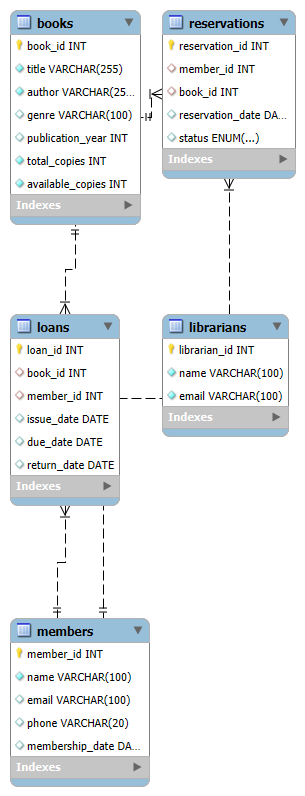 books
book_id INT
title VARCHAR(255)
author VARCHAR(25...
genre VARCHAR(100)
publication_year INT
total_copies INT
available_copies INT
Indexes
reservations
reservation_id INT
member_id INT
book_id INT
reservation_date DA...
status ENUM(...)
Indexes
loans
loan_id INT
book_id INT
member_id INT
issue_date DATE
due_date DATE
return_date DATE
Indexes
librarians
librarian_id INT
name VARCHAR(100)
email VARCHAR(100)
Indexes
members
member_id INT
name VARCHAR(100)
email VARCHAR(100)
phone VARCHAR(20)
membership_date DA...
Indexes